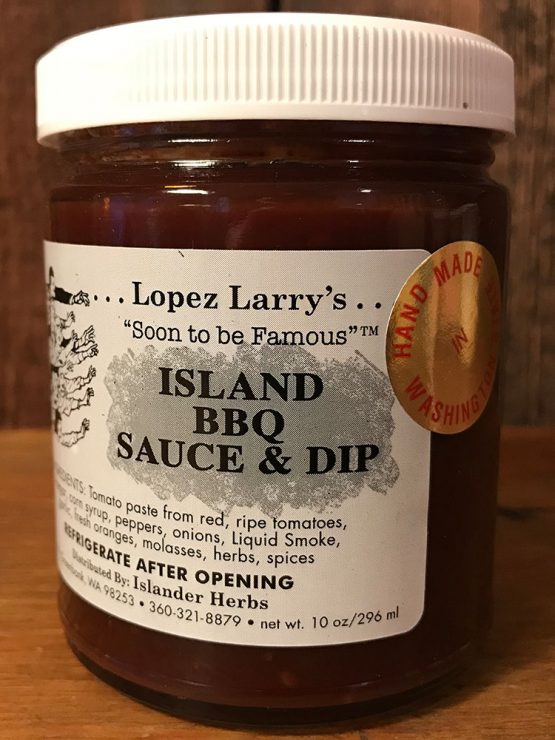 ... Lopez Larry's ..
"Soon to be Famous"™
ISLAND
BBQ
SAUCE & DIP
INGREDIENTS: Tomato paste from red, ripe tomatoes,
corn syrup, peppers, onions, Liquid Smoke,
fresh oranges, molasses, herbs, spices
REFRIGERATE AFTER OPENING
Distributed By: Islander Herbs
WA 98253 • 360-321-8879 • net wt. 10 oz/296 ml
HAND MADE
IN
WASHINGTON